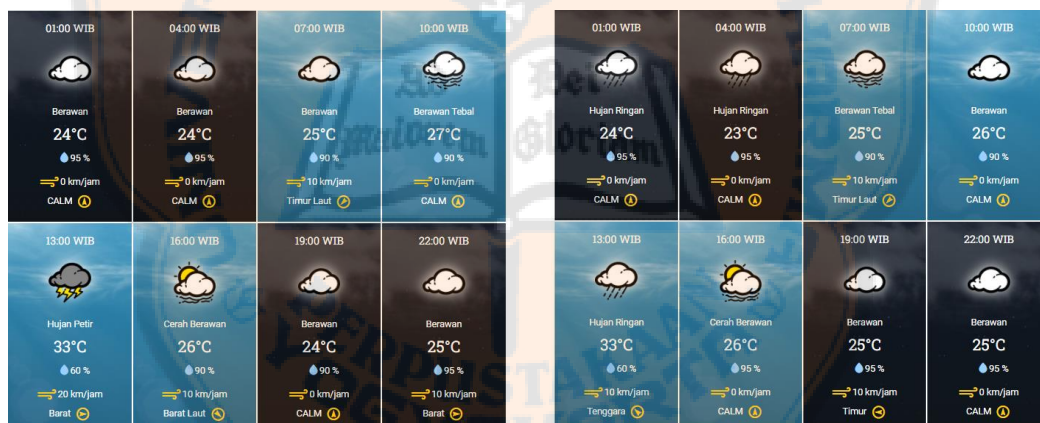 01:00 WIB 04:00 WIB 07:00 WIB 10:00 WIB
Berawan Berawan Berawan Berawan Tebal
24°C 24°C 25°C 27°C
95 % 95 % 90 % 90 %
0 km/jam 0 km/jam 10 km/jam 0 km/jam
CALM CALM Timur Laut CALM
13:00 WIB 16:00 WIB 19:00 WIB 22:00 WIB
Hujan Petir Cerah Berawan Berawan Berawan
33°C 26°C 24°C 25°C
60 % 90 % 90 % 95 %
20 km/jam 10 km/jam 0 km/jam 10 km/jam
Barat Barat Laut CALM Barat
01:00 WIB 04:00 WIB 07:00 WIB 10:00 WIB
Hujan Ringan Hujan Ringan Berawan Tebal Berawan
24°C 23°C 25°C 26°C
95 % 95 % 90 % 90 %
0 km/jam 0 km/jam 10 km/jam 0 km/jam
CALM CALM Timur Laut CALM
13:00 WIB 16:00 WIB 19:00 WIB 22:00 WIB
Hujan Ringan Cerah Berawan Berawan Berawan
33°C 26°C 25°C 25°C
60 % 95 % 95 % 95 %
10 km/jam 0 km/jam 10 km/jam 0 km/jam
Tenggara CALM Timur CALM
Ad Maiorem
Dei Gloriam
PERPUSTAKAAN